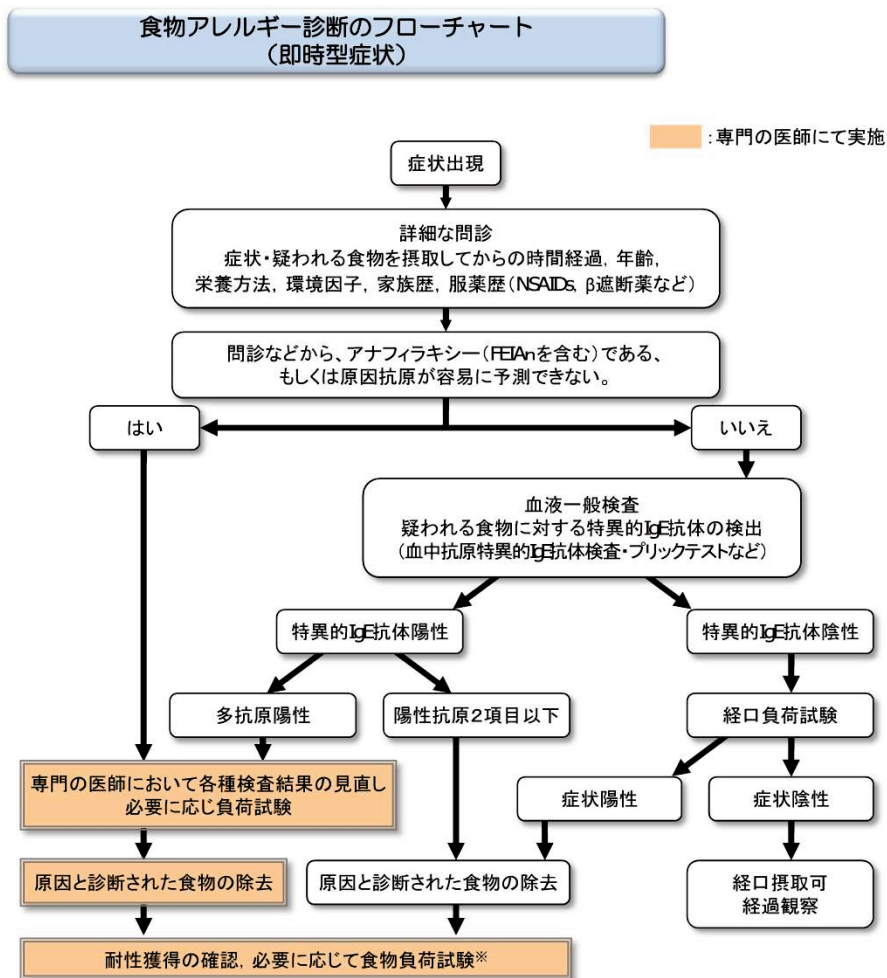 食物アレルギー診断のフローチャート
(即時型症状)
:専門の医師にて実施
症状出現
詳細な問診
症状・疑われる食物を摂取してからの時間経過, 年齢,
栄養方法, 環境因子, 家族歴, 服薬歴(NSAIDs, β遮断薬など)
問診などから、アナフィラキシー(FEIAnを含む)である、
もしくは原因抗原が容易に予測できない。
はい
いいえ
血液一般検査
疑われる食物に対する特異的IgE抗体の検出
(血中抗原特異的IgE抗体検査・プリックテストなど)
特異的IgE抗体陽性
特異的IgE抗体陰性
多抗原陽性
陽性抗原2項目以下
経口負荷試験
専門の医師において各種検査結果の見直し
必要に応じ負荷試験
症状陽性
症状陰性
原因と診断された食物の除去
原因と診断された食物の除去
経口摂取可
経過観察
耐性獲得の確認, 必要に応じて食物負荷試験※